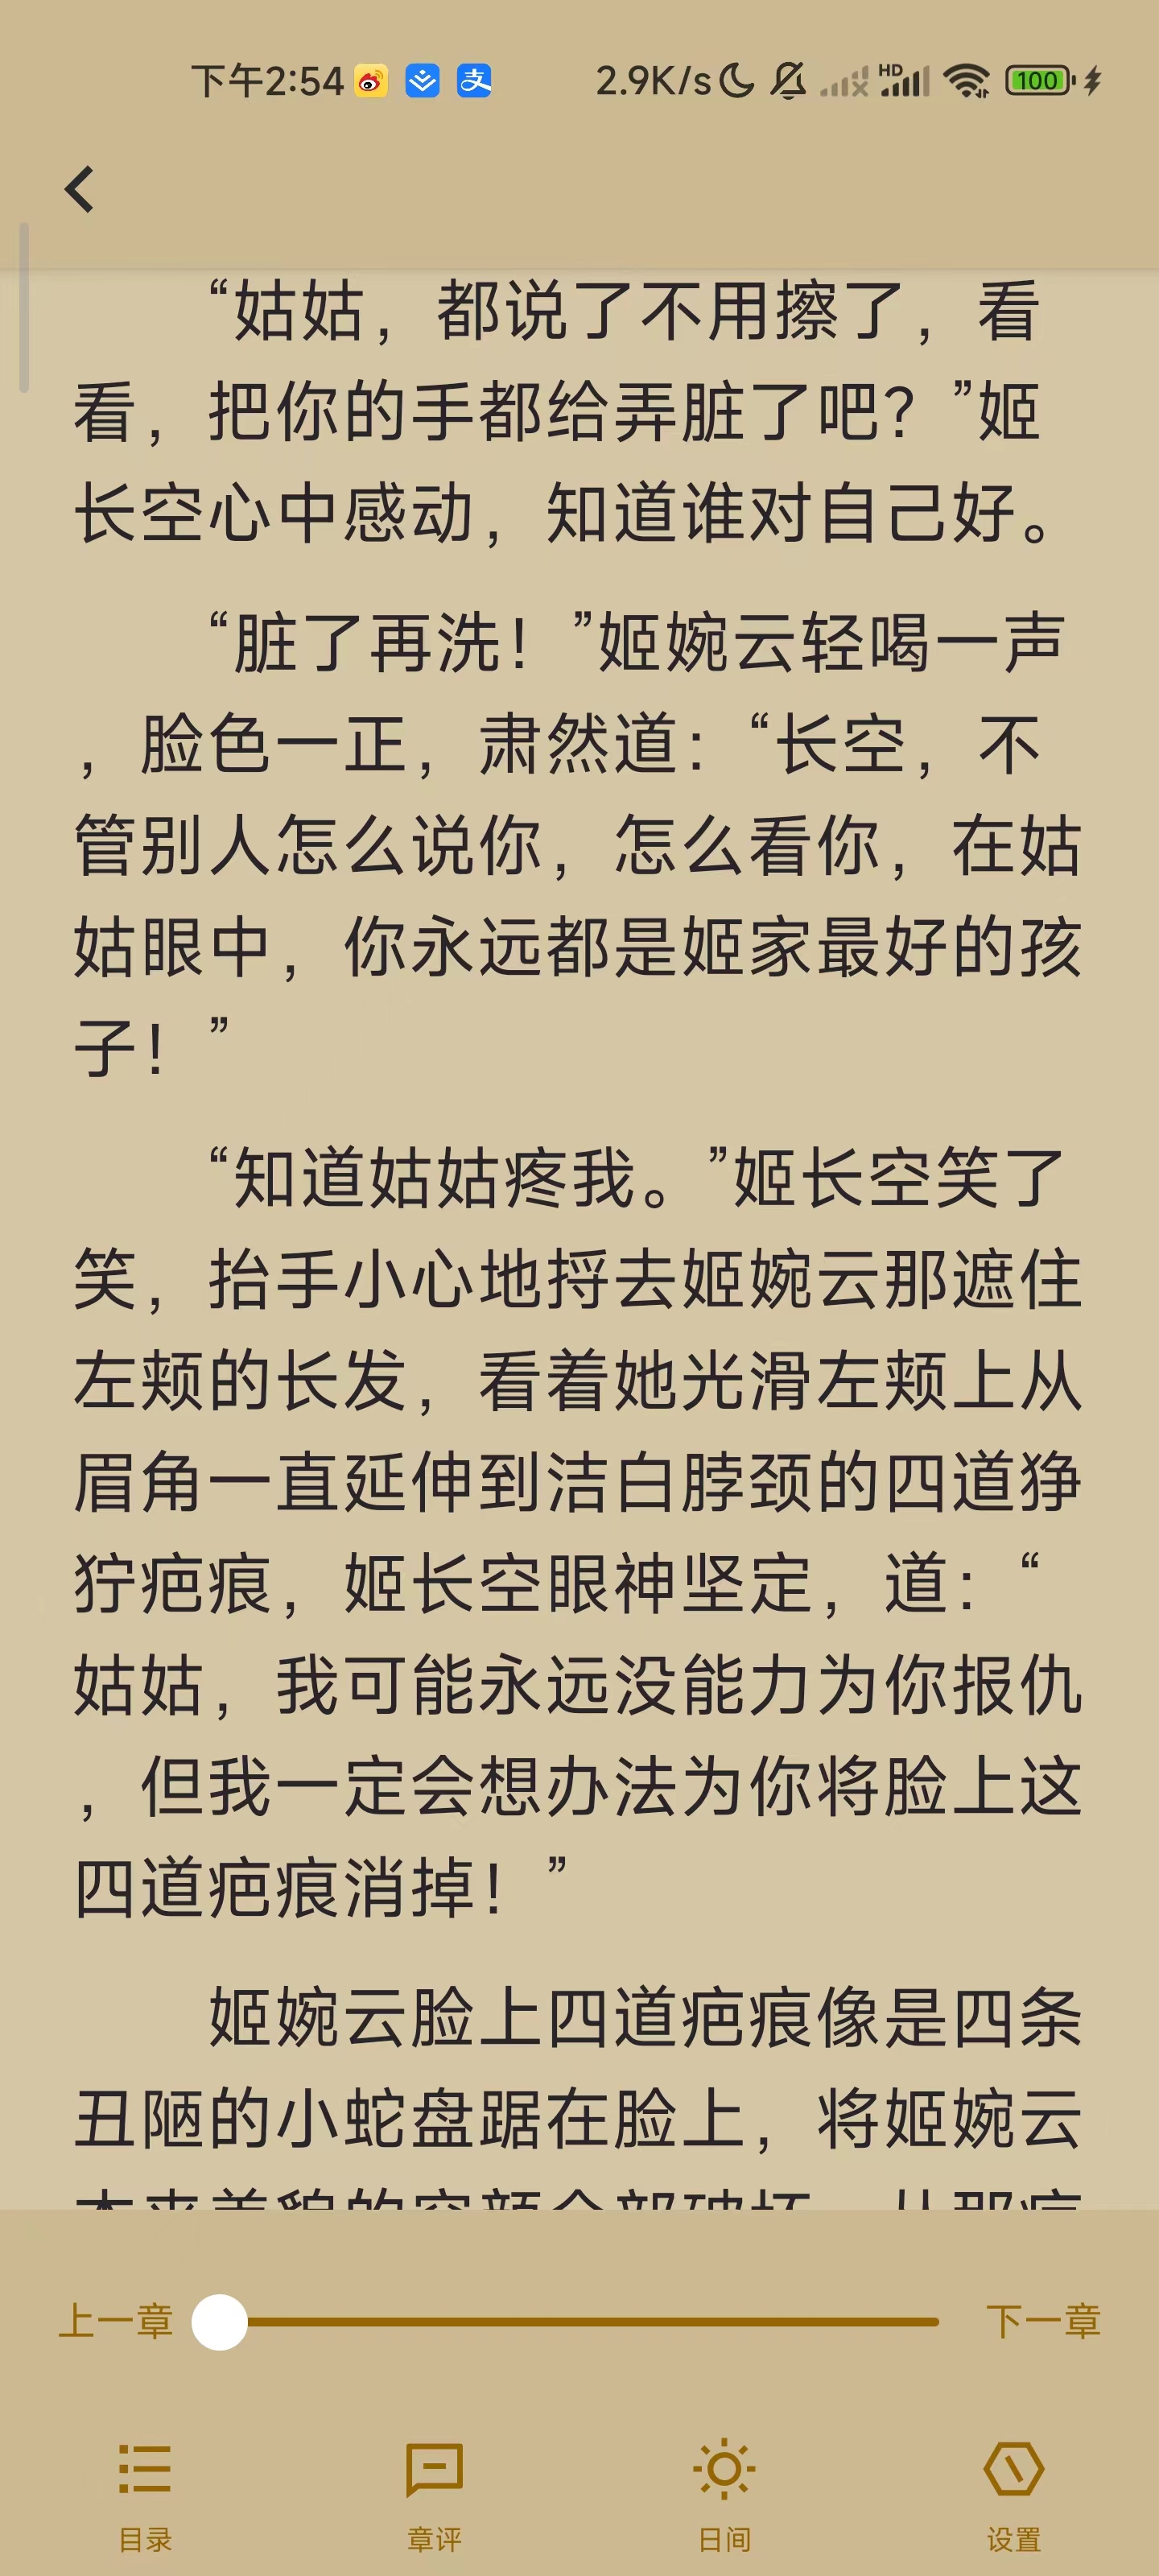 下午2:54 支 2.9K/s HD 100
“姑姑，都说了不用擦了，看
看，把你的手都给弄脏了吧？”姬
长空心中感动，知道谁对自己好。
“脏了再洗！”姬婉云轻喝一声
，脸色一正，肃然道：“长空，不
管别人怎么说你，怎么看你，在姑
姑眼中，你永远都是姬家最好的孩
子！”
“知道姑姑疼我。”姬长空笑了
笑，抬手小心地捋去姬婉云那遮住
左颊的长发，看着她光滑左颊上从
眉角一直延伸到洁白脖颈的四道狰
狞疤痕，姬长空眼神坚定，道：“
姑姑，我可能永远没能力为你报仇
，但我一定会想办法为你将脸上这
四道疤痕消掉！”
姬婉云脸上四道疤痕像是四条
丑陋的小蛇盘踞在脸上，将姬婉云
上一章 下一章
目录 章评 日间 设置